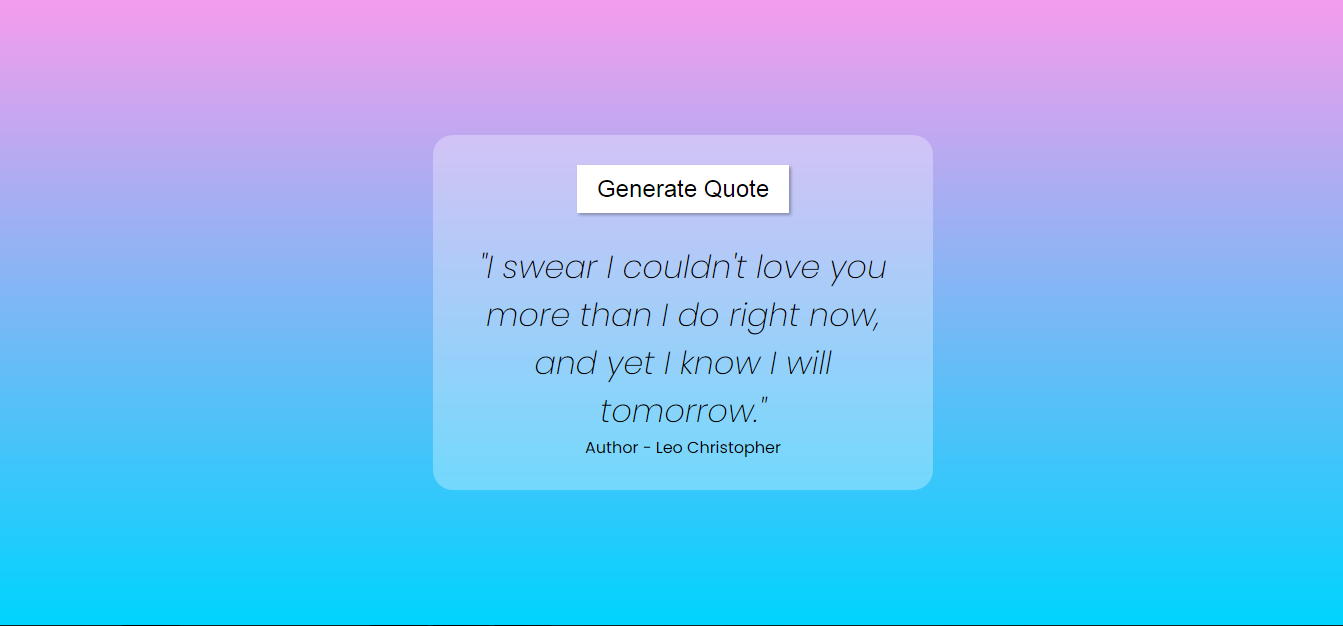 Generate Quote
"I swear I couldn't love you
more than I do right now,
and yet I know I will
tomorrow."
Author - Leo Christopher